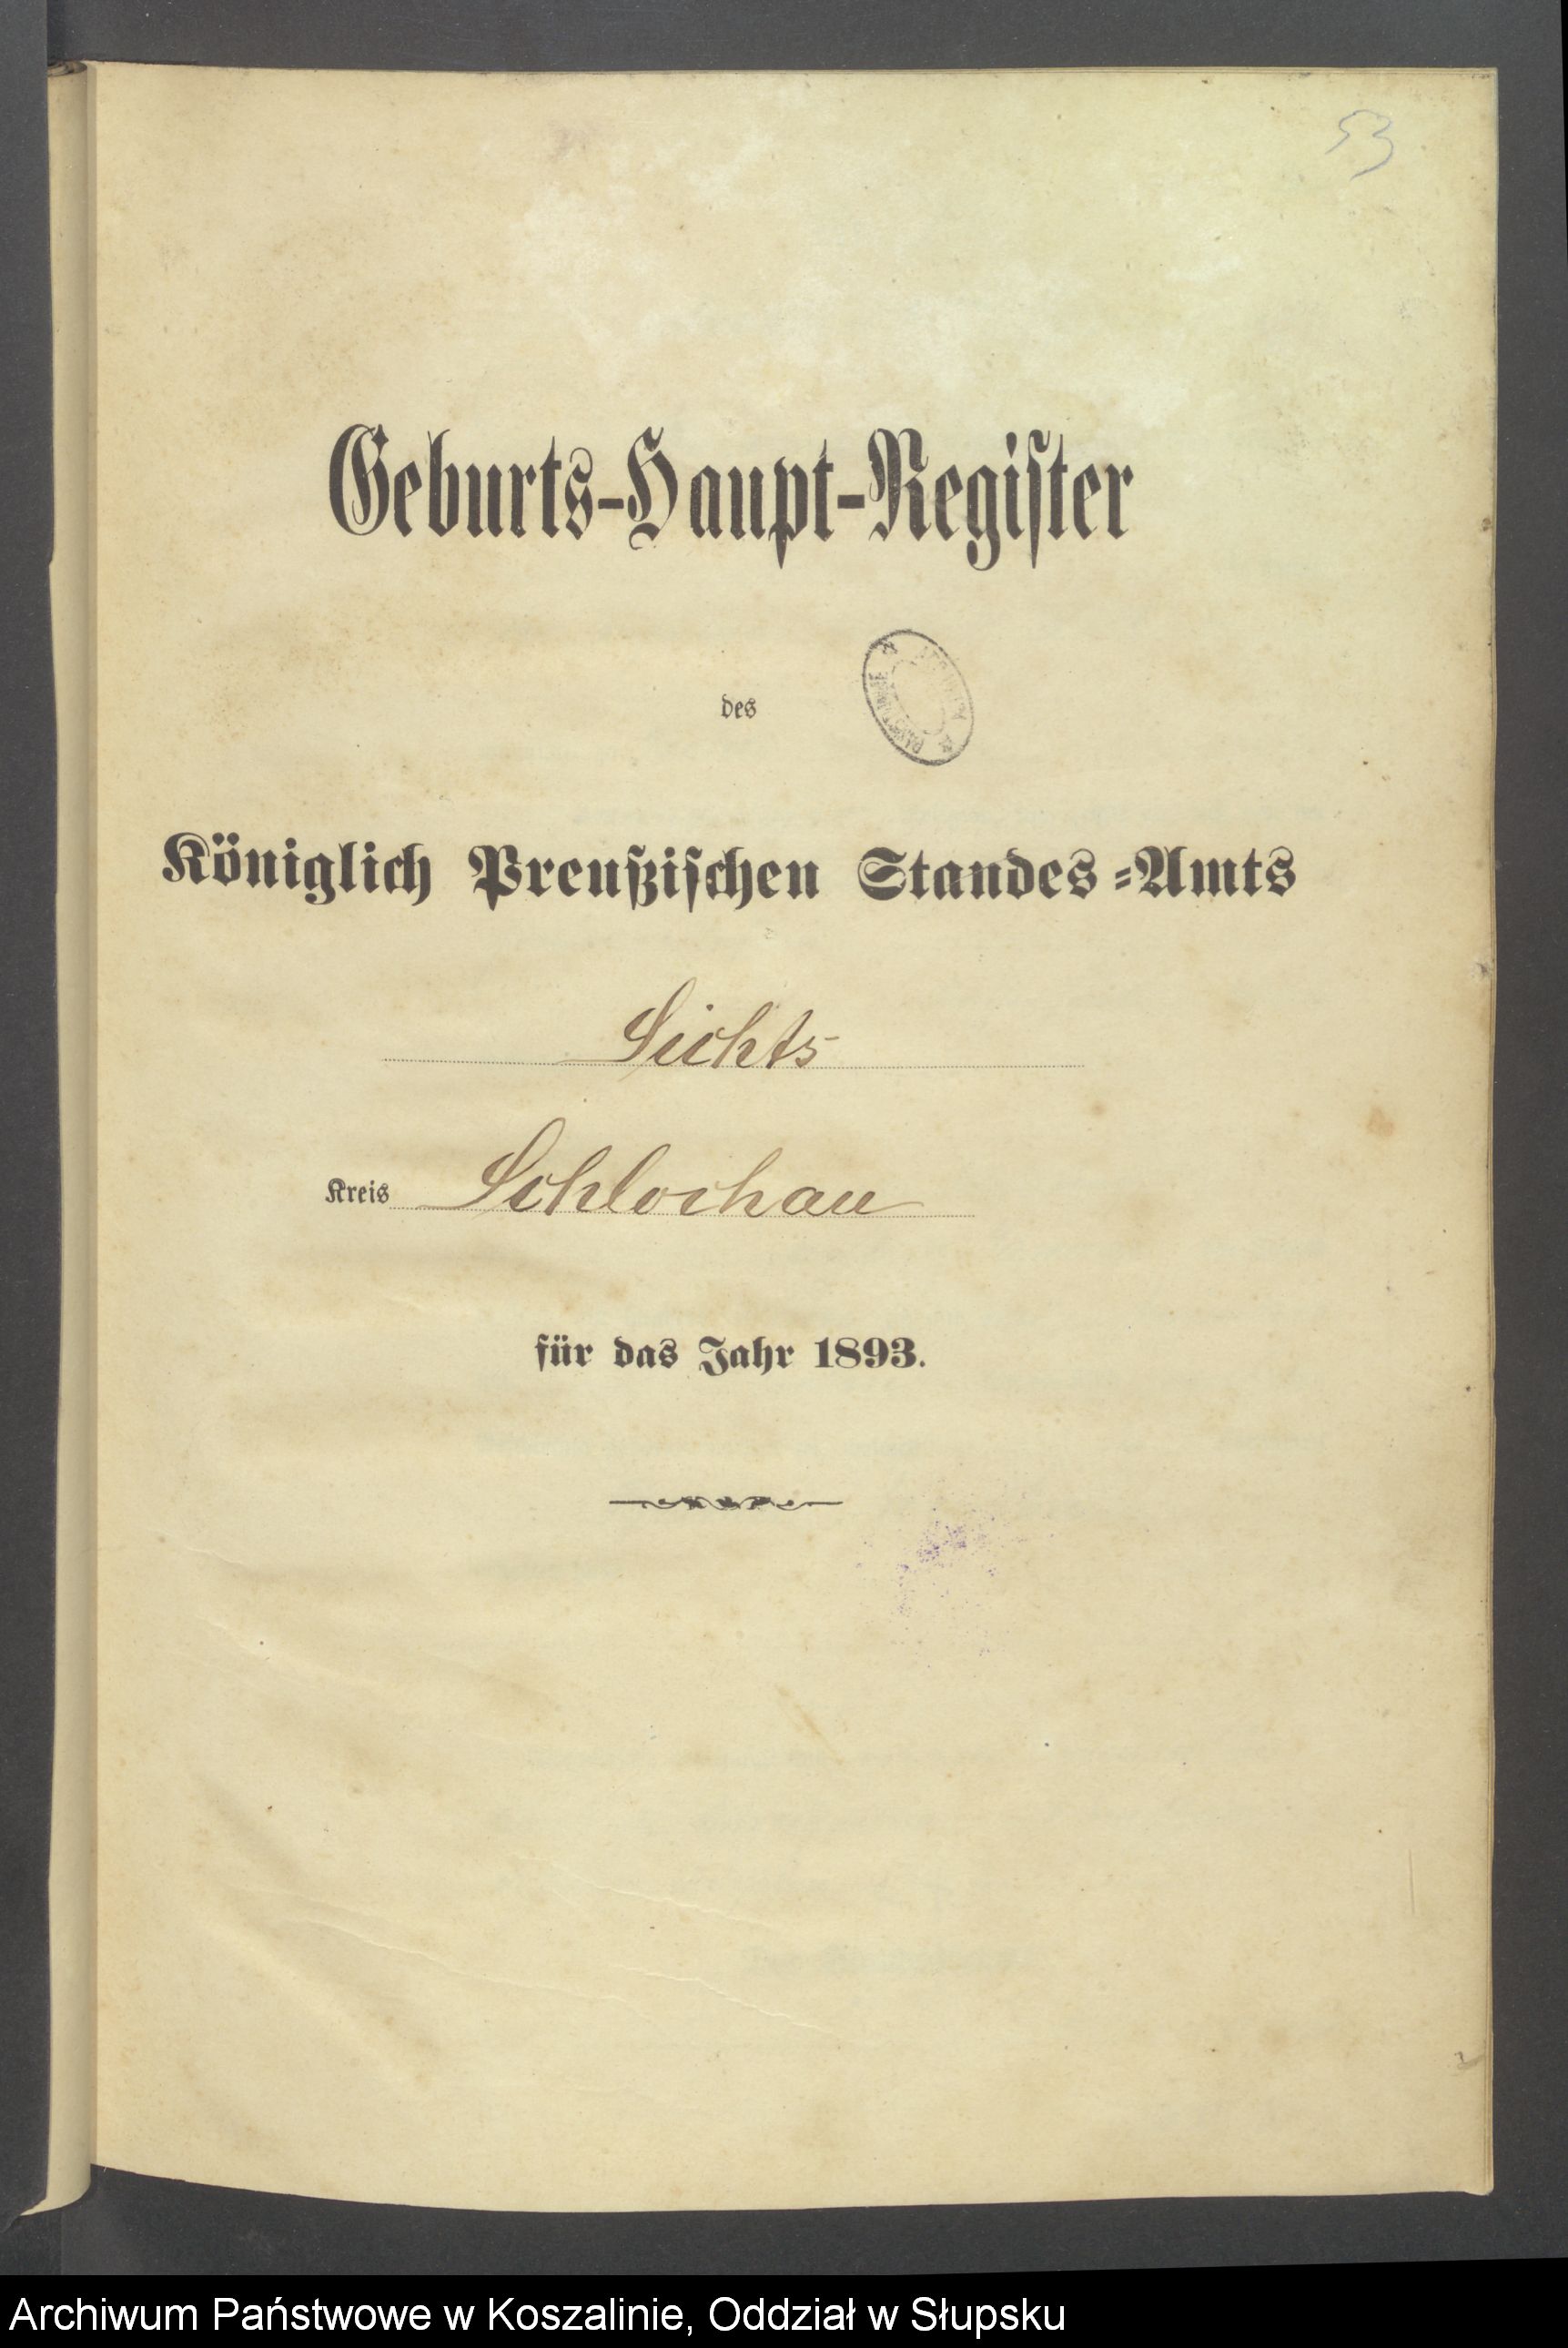 53
Geburts-Haupt-Register
des
Königlich Preußischen Standes-Amts
Sichts
Kreis Schlochau
für das Jahr 1893.
Archiwum Państwowe w Koszalinie, Oddział w Słupsku